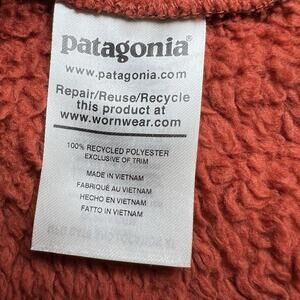 patagonia®
www.patagonia.com
Repair/Reuse/Recycle
this product at
www.wornwear.com
100% RECYCLED POLYESTER
EXCLUSIVE OF TRIM
MADE IN VIETNAM
FABRIQUÉ AU VIETNAM
HECHO EN VIETNAM
FATTO IN VIETNAM